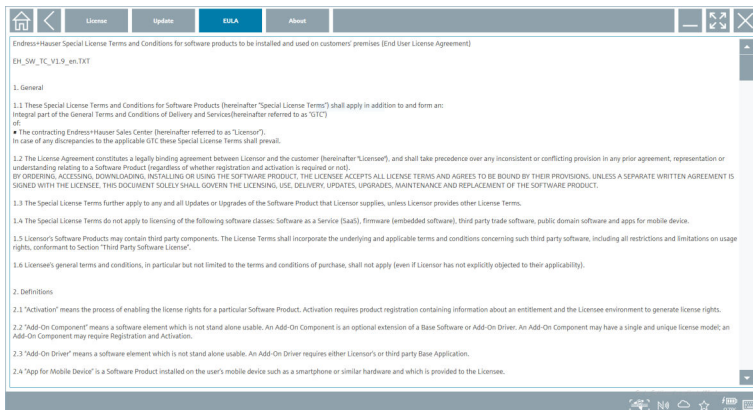 License Update EULA About
Endress+Hauser Special License Terms and Conditions for software products to be installed and used on customers' premises (End User License Agreement)
EH_SW_TC_V1.9_en.TXT
1. General
1.1 These Special License Terms and Conditions for Software Products (hereinafter "Special License Terms") shall apply in addition to and form an:
Integral part of the General Terms and Conditions of Delivery and Services(hereinafter referred to as "GTC")
of:
▪ The contracting Endress+Hauser Sales Center (hereinafter referred to as "Licensor").
In case of any discrepancies to the applicable GTC these Special License Terms shall prevail.
1.2 The License Agreement constitutes a legally binding agreement between Licensor and the customer (hereinafter "Licensee"), and shall take precedence over any inconsistent or conflicting provision in any prior agreement, representation or
understanding relating to a Software Product (regardless of whether registration and activation is required or not).
BY ORDERING, ACCESSING, DOWNLOADING, INSTALLING OR USING THE SOFTWARE PRODUCT, THE LICENSEE ACCEPTS ALL LICENSE TERMS AND AGREES TO BE BOUND BY THEIR PROVISIONS. UNLESS A SEPARATE WRITTEN AGREEMENT IS
SIGNED WITH THE LICENSEE, THIS DOCUMENT SOLELY SHALL GOVERN THE LICENSING, USE, DELIVERY, UPDATES, UPGRADES, MAINTENANCE AND REPLACEMENT OF THE SOFTWARE PRODUCT.
1.3 The Special License Terms further apply to any and all Updates or Upgrades of the Software Product that Licensor supplies, unless Licensor provides other License Terms.
1.4 The Special License Terms do not apply to licensing of the following software classes: Software as a Service (SaaS), firmware (embedded software), third party trade software, public domain software and apps for mobile device.
1.5 Licensor's Software Products may contain third party components. The License Terms shall incorporate the underlying and applicable terms and conditions concerning such third party software, including all restrictions and limitations on usage
rights, conformant to Section "Third Party Software License".
1.6 Licensee's general terms and conditions, in particular but not limited to the terms and conditions of purchase, shall not apply (even if Licensor has not explicitly objected to their applicability).
2. Definitions
2.1 "Activation" means the process of enabling the license rights for a particular Software Product. Activation requires product registration containing information about an entitlement and the Licensee environment to generate license rights.
2.2 "Add-On Component" means a software element which is not stand alone usable. An Add-On Component is an optional extension of a Base Software or Add-On Driver. An Add-On Component may have a single and unique license model; an
Add-On Component may require Registration and Activation.
2.3 "Add-On Driver" means a software element which is not stand alone usable. An Add-On Driver requires either Licensor's or third party Base Application.
2.4 "App for Mobile Device" is a Software Product installed on the user's mobile device such as a smartphone or similar hardware and which is provided to the Licensee.